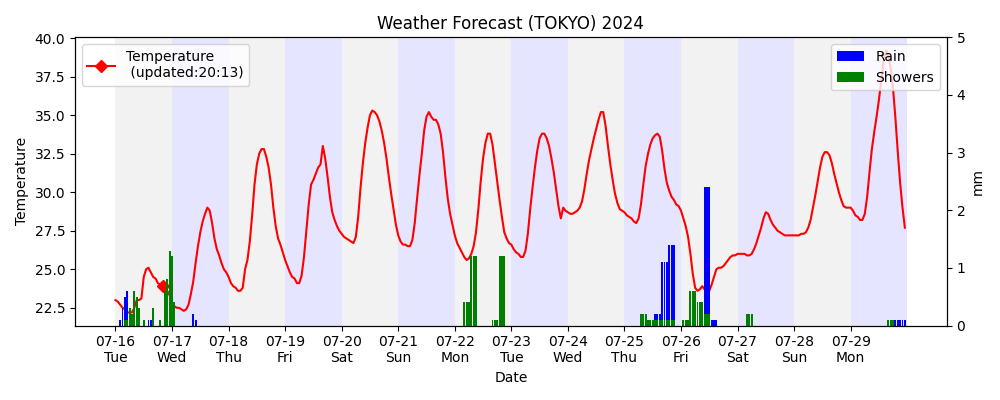 Weather Forecast (TOKYO) 2024
Temperature
(updated:20:13)
Rain
Showers
40.0
37.5
35.0
32.5
30.0
27.5
25.0
22.5
Temperature
5
4
3
2
1
0
mm
07-16 07-17 07-18 07-19 07-20 07-21 07-22 07-23 07-24 07-25 07-26 07-27 07-28 07-29
Tue Wed Thu Fri Sat Sun Mon Tue Wed Thu Fri Sat Sun Mon
Date